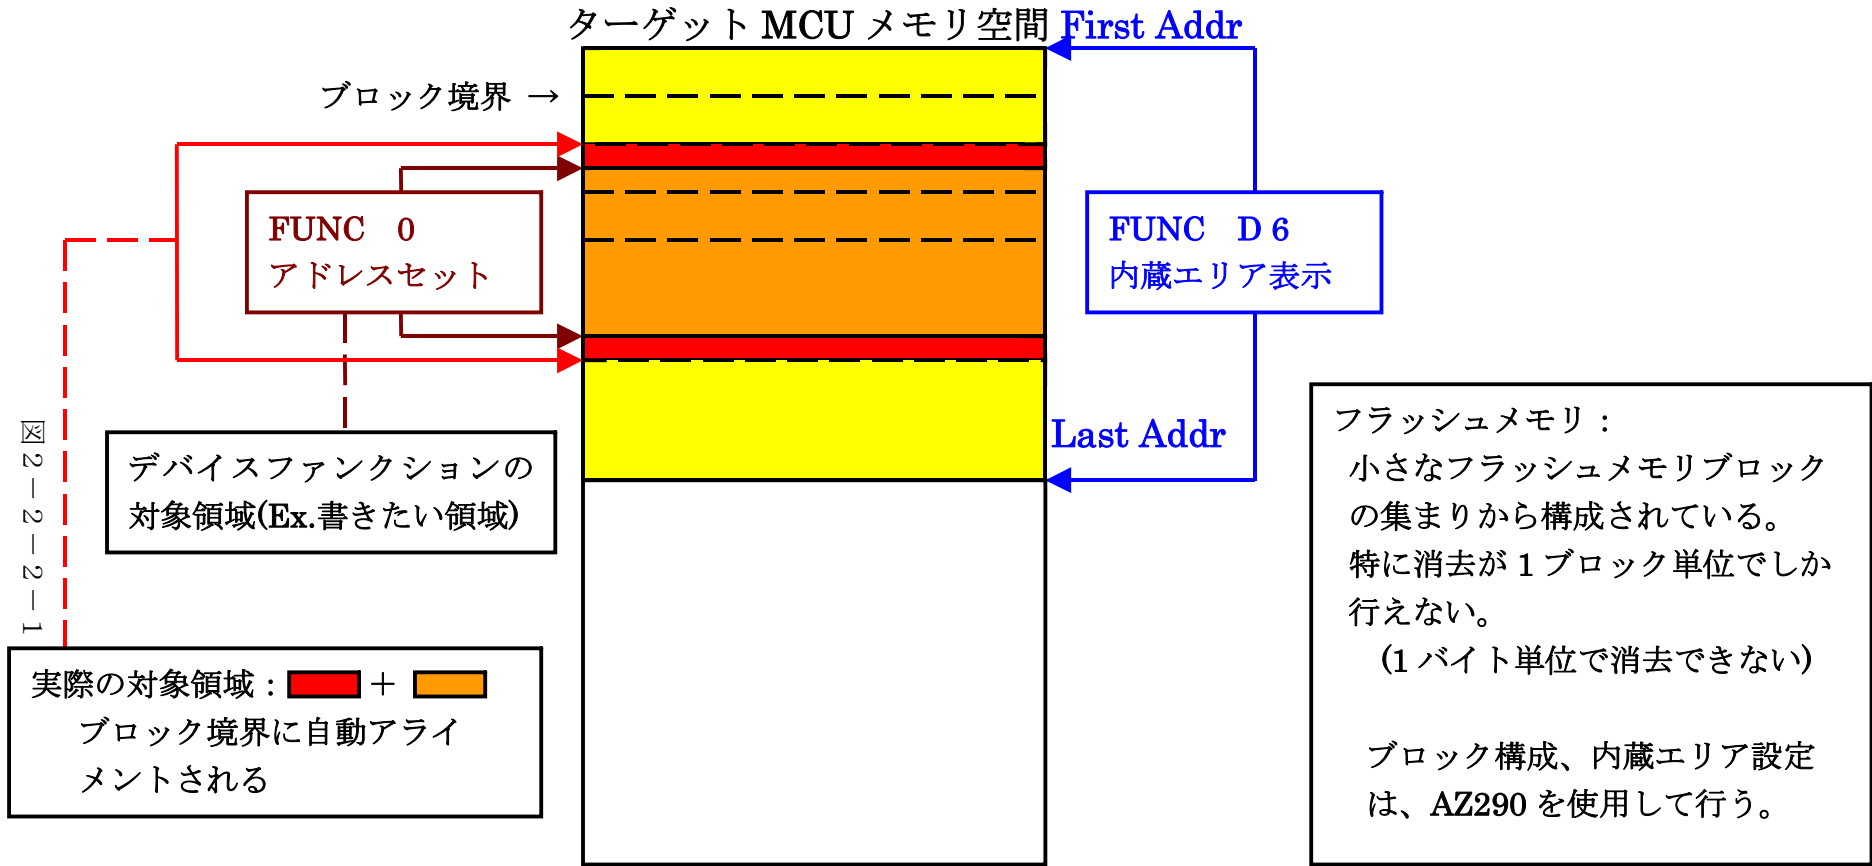 ターゲット MCU メモリ空間 First Addr
ブロック境界 →
FUNC 0
アドレスセット
FUNC D 6
内蔵エリア表示
Last Addr
デバイスファンクションの
対象領域(Ex.書きたい領域)
図2-2-2-1
実際の対象領域: +
ブロック境界に自動アライ
メントされる
フラッシュメモリ:
小さなフラッシュメモリブロック
の集まりから構成されている。
特に消去が 1 ブロック単位でしか
行えない。
(1 バイト単位で消去できない)
ブロック構成、内蔵エリア設定
は、AZ290 を使用して行う。